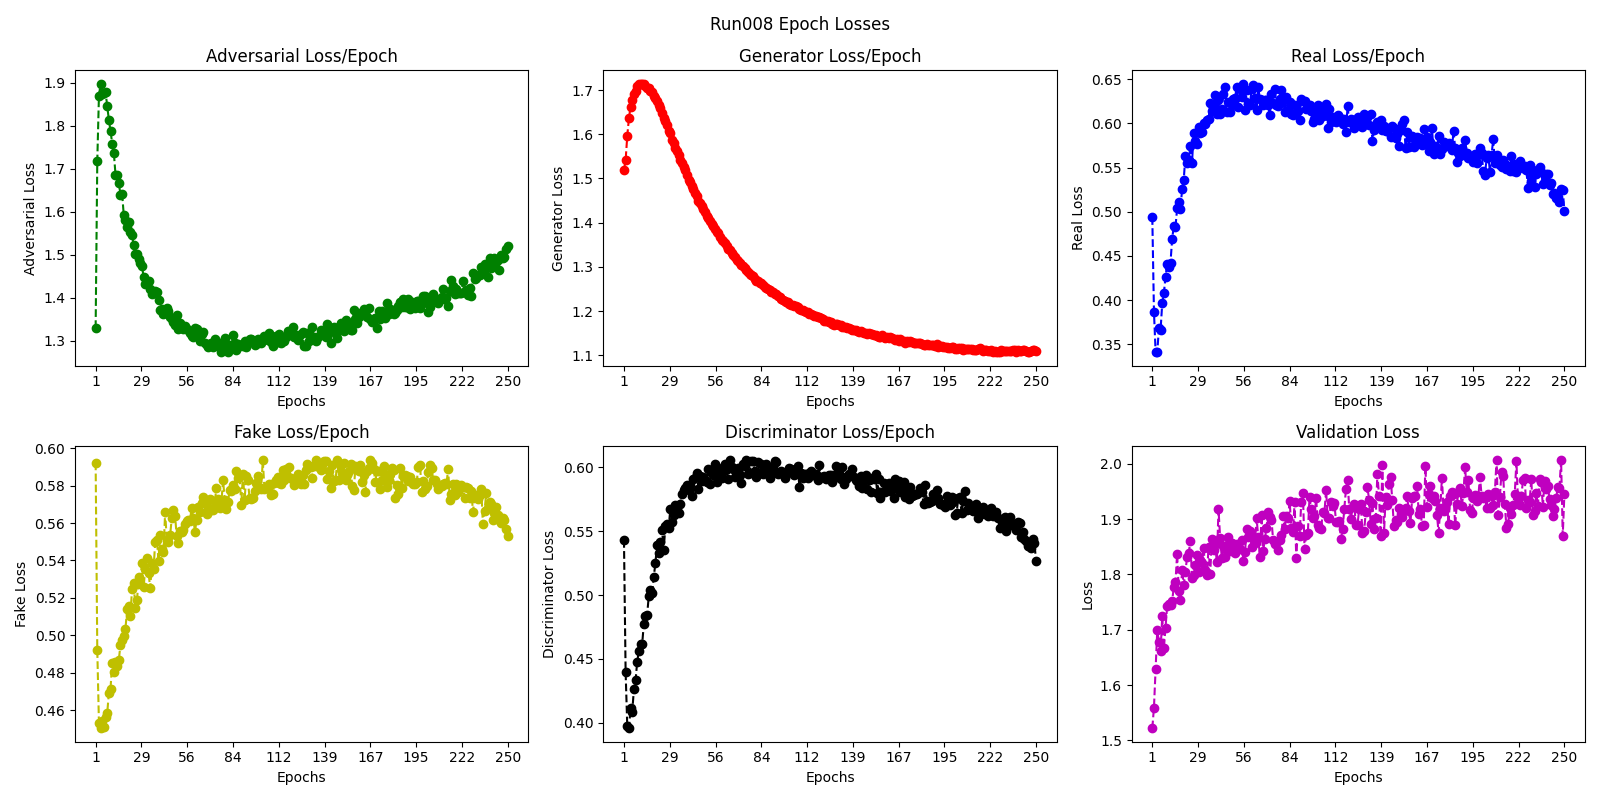 Run008 Epoch Losses
Adversarial Loss/Epoch
Adversarial Loss
1.9
1.8
1.7
1.6
1.5
1.4
1.3
1 29 56 84 112 139 167 195 222 250
Epochs
Generator Loss/Epoch
Generator Loss
1.7
1.6
1.5
1.4
1.3
1.2
1.1
1 29 56 84 112 139 167 195 222 250
Epochs
Real Loss/Epoch
Real Loss
0.65
0.60
0.55
0.50
0.45
0.40
0.35
1 29 56 84 112 139 167 195 222 250
Epochs
Fake Loss/Epoch
Fake Loss
0.60
0.58
0.56
0.54
0.52
0.50
0.48
0.46
1 29 56 84 112 139 167 195 222 250
Epochs
Discriminator Loss/Epoch
Discriminator Loss
0.60
0.55
0.50
0.45
0.40
1 29 56 84 112 139 167 195 222 250
Epochs
Validation Loss
Loss
2.0
1.9
1.8
1.7
1.6
1.5
1 29 56 84 112 139 167 195 222 250
Epochs